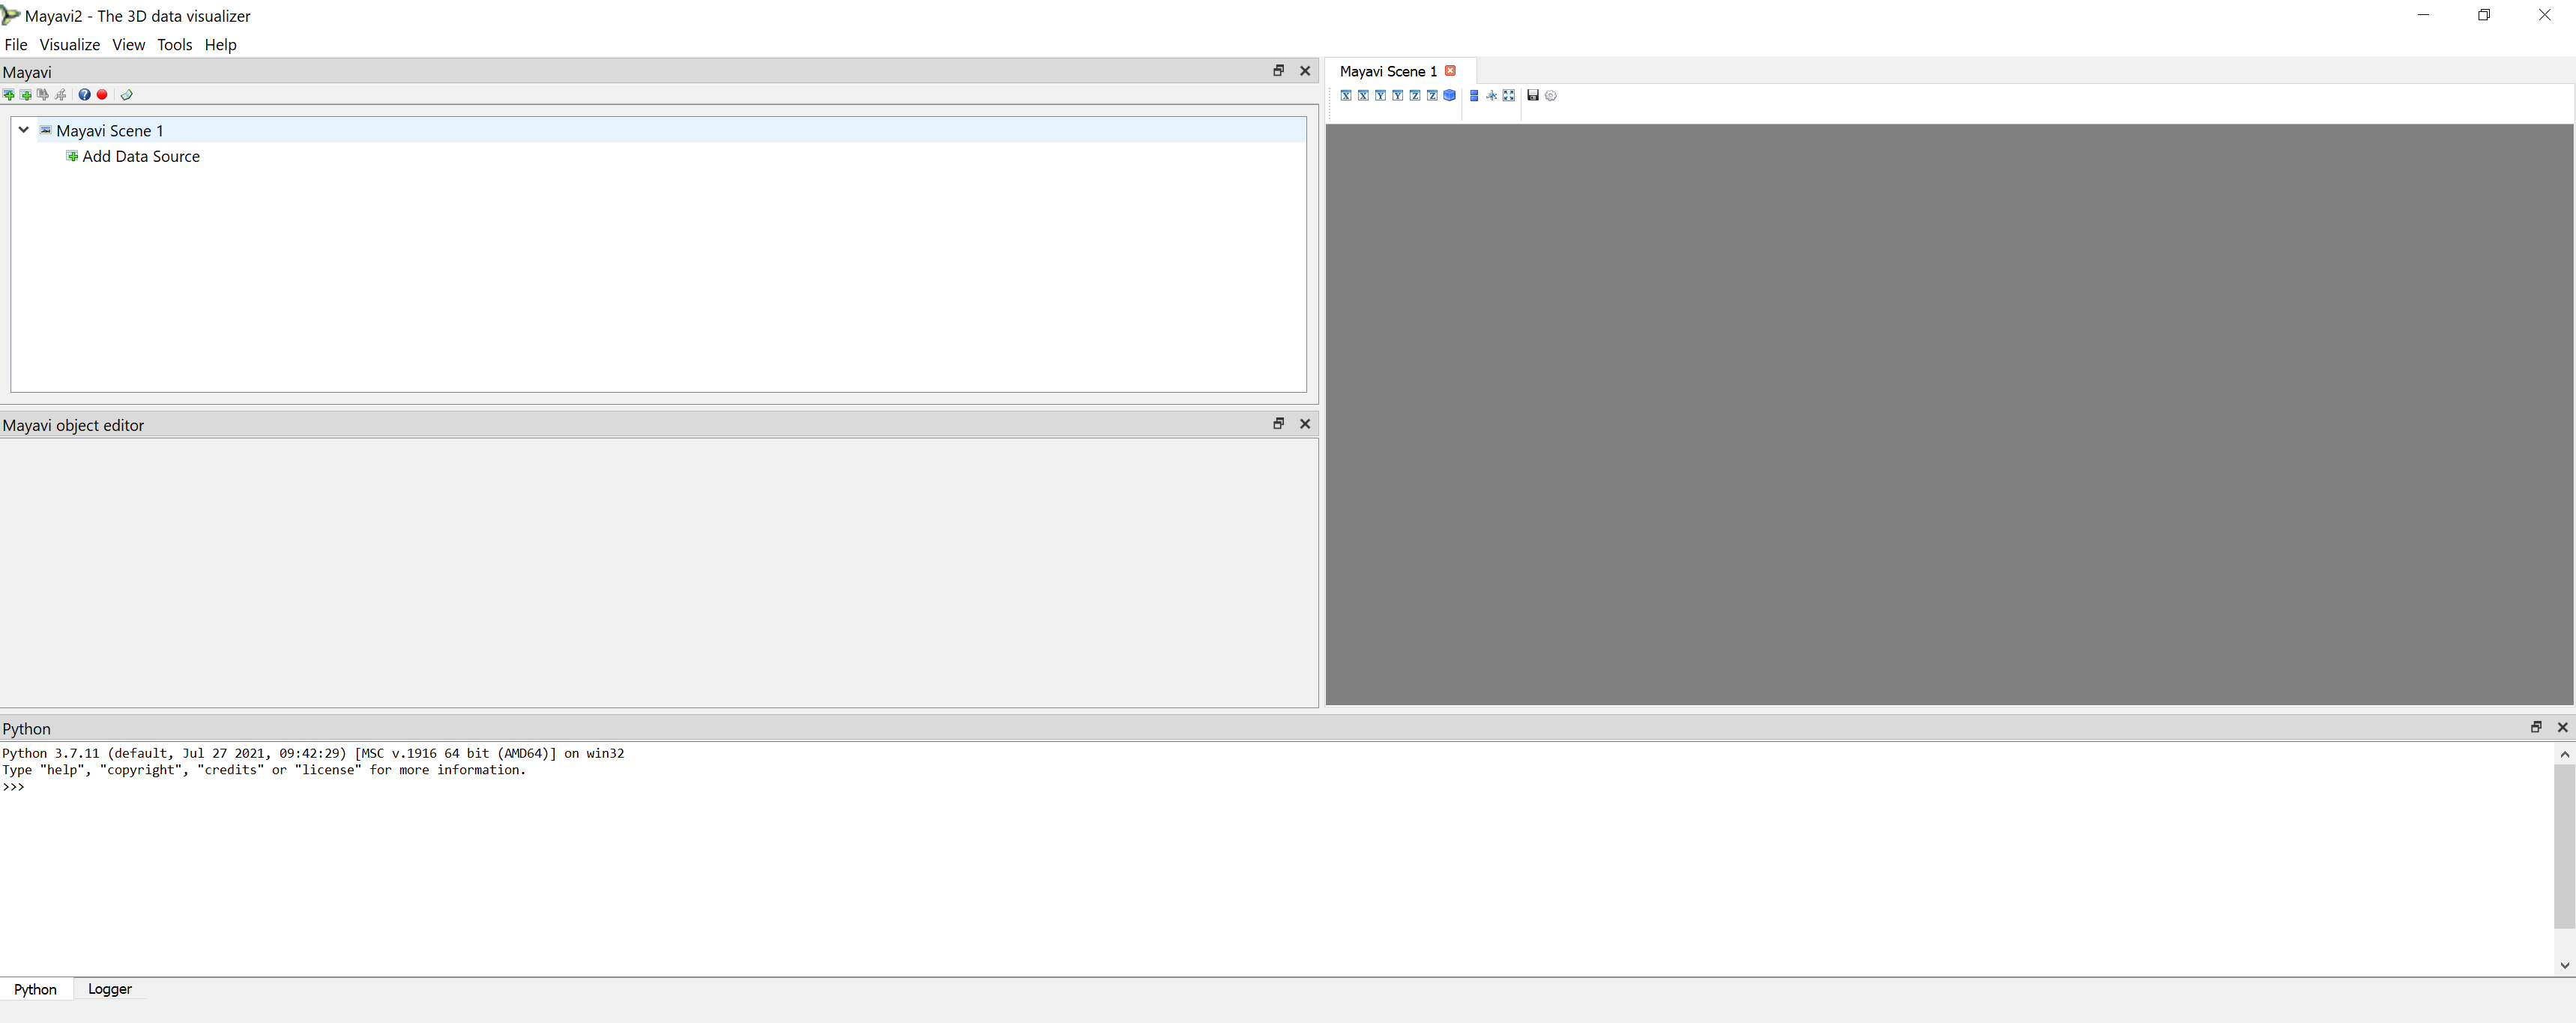 Mayavi2 - The 3D data visualizer
File Visualize View Tools Help
Mayavi
Mayavi Scene 1
Add Data Source
Mayavi object editor
Mayavi Scene 1
X X Y Y Z Z
Python
Python 3.7.11 (default, Jul 27 2021, 09:42:29) [MSC v.1916 64 bit (AMD64)] on win32
Type "help", "copyright", "credits" or "license" for more information.
>>>
Python Logger